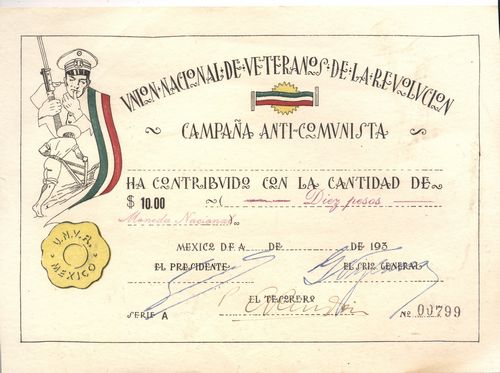 UNION·NACIONAL·DE·VETERANOS·DE·LA·REVOLUCION
CAMPAÑA ANTI-COMUNISTA
HA CONTRIBUIDO CON LA CANTIDAD DE
$ 10.00 ( Diez pesos
Moneda Nacional).
MEXICO D.F. A DE DE 193
EL PRESIDENTE EL SRIO GENERAL
EL TESORERO
SERIE A
Nº 00799
U.N.V.R.
MEXICO